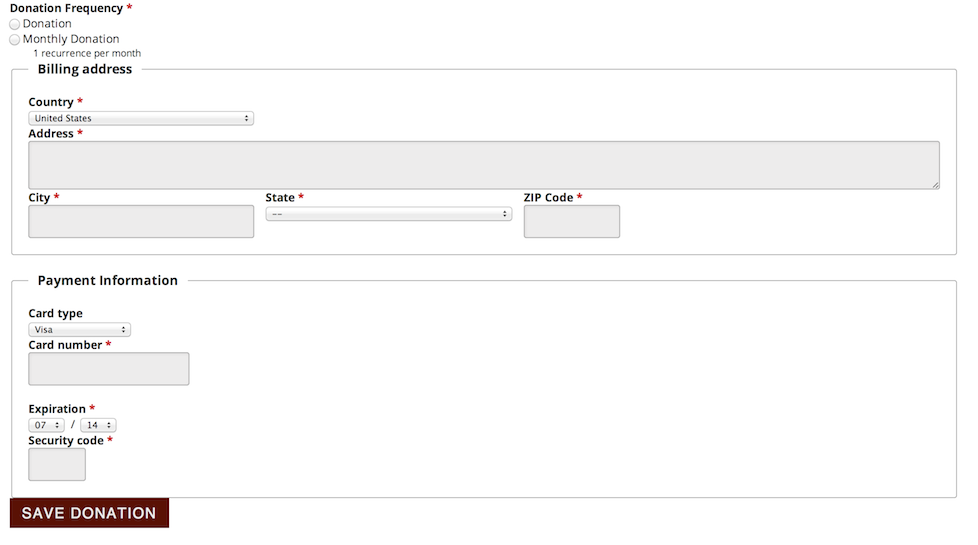 Donation Frequency *
Donation
Monthly Donation
1 recurrence per month
Billing address
Country *
United States
Address *
City * State * ZIP Code *
--
Payment Information
Card type
Visa
Card number *
Expiration *
07 / 14
Security code *
SAVE DONATION